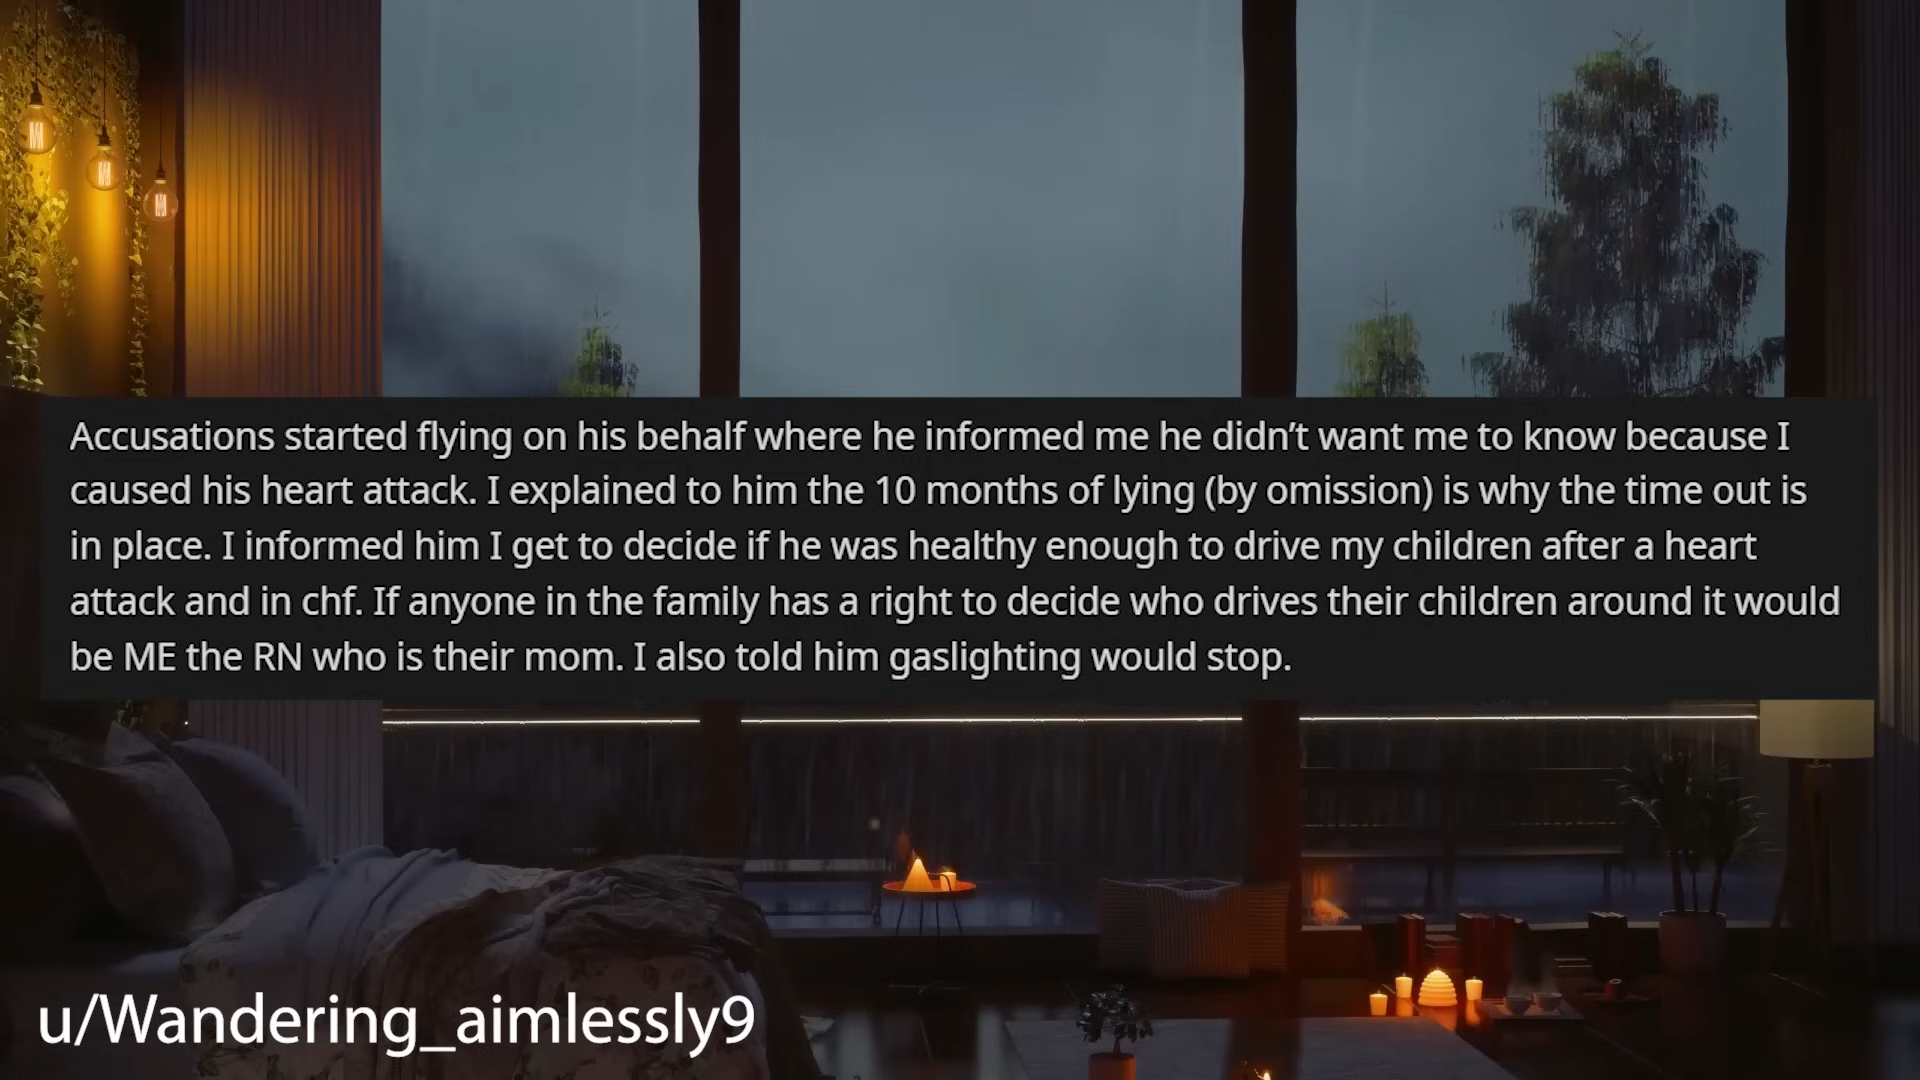 Accusations started flying on his behalf where he informed me he didn’t want me to know because I
caused his heart attack. I explained to him the 10 months of lying (by omission) is why the time out is
in place. I informed him I get to decide if he was healthy enough to drive my children after a heart
attack and in chf. If anyone in the family has a right to decide who drives their children around it would
be ME the RN who is their mom. I also told him gaslighting would stop.
u/Wandering_aimlessly9